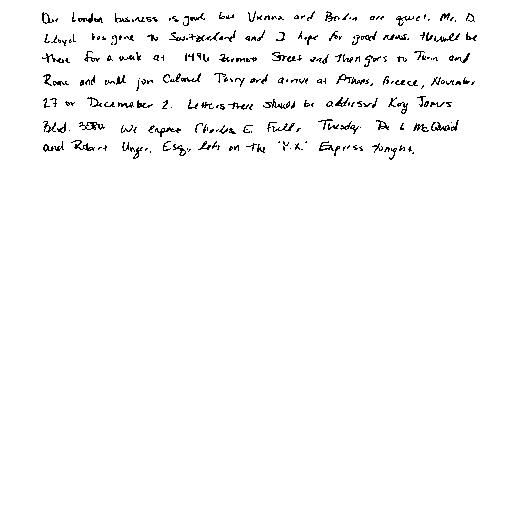 Our London business is good, but Vienna and Berlin are quiet. Mr. D.
Lloyd has gone to Switzerland and I hope for good news. He will be
there for a week at 1496 Zermott Street and then goes to Turin and
Rome and will join Colonel Parry and arrive at Athens, Greece, November
27 or December 2. Letters there should be addressed King James
Blvd. 3580. We expect Charles E. Fuller Tuesday. Dr. L McQuaid
and Robert Unger, Esq., left on the "Y.X." Express tonight.